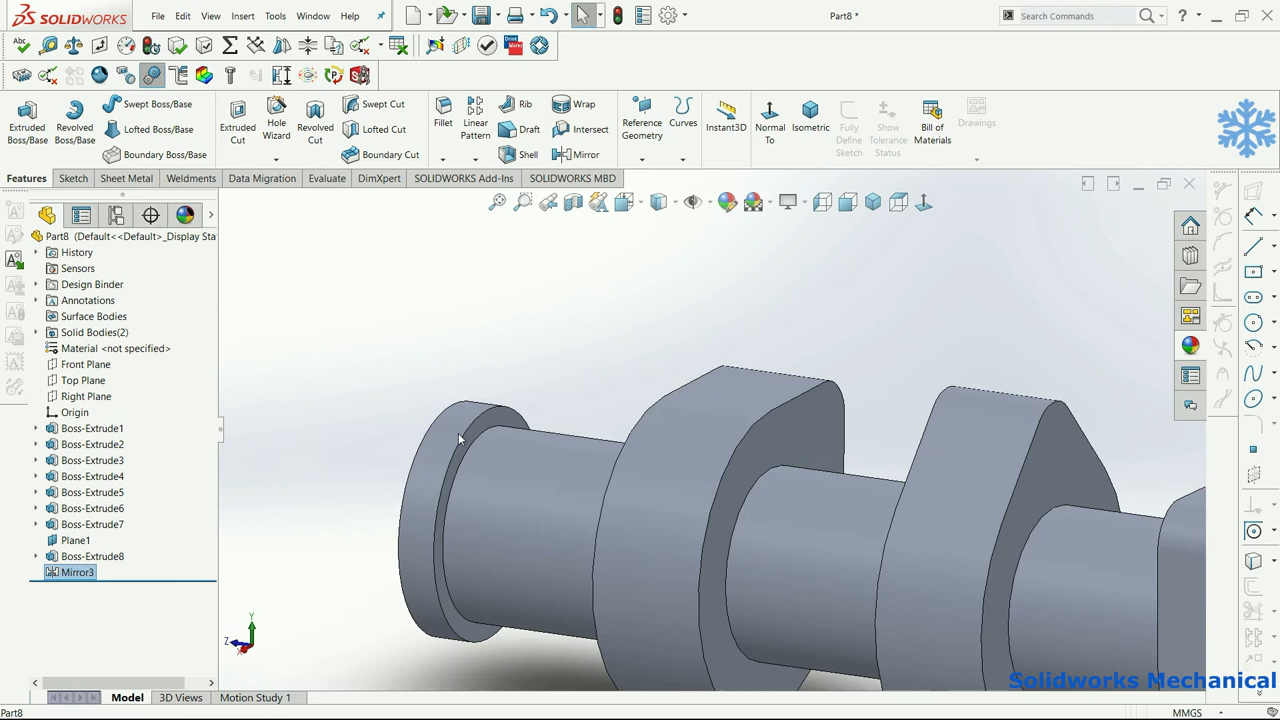 SOLIDWORKS File Edit View Insert Tools Window Help Part8 * Search Commands
Extruded Boss/Base
Revolved Boss/Base
Swept Boss/Base
Lofted Boss/Base
Boundary Boss/Base
Extruded Cut
Hole Wizard
Revolved Cut
Swept Cut
Lofted Cut
Boundary Cut
Fillet
Linear Pattern
Rib
Draft
Shell
Wrap
Intersect
Mirror
Reference Geometry
Curves
Instant3D
Normal To
Isometric
Fully Define Sketch
Show Tolerance Status
Bill of Materials
Drawings
Features Sketch Sheet Metal Weldments Data Migration Evaluate DimXpert SOLIDWORKS Add-Ins SOLIDWORKS MBD
Part8 (Default<<Default>_Display Sta
History
Sensors
Design Binder
Annotations
Surface Bodies
Solid Bodies(2)
Material <not specified>
Front Plane
Top Plane
Right Plane
Origin
Boss-Extrude1
Boss-Extrude2
Boss-Extrude3
Boss-Extrude4
Boss-Extrude5
Boss-Extrude6
Boss-Extrude7
Plane1
Boss-Extrude8
Mirror3
Y
Z
X
Solidworks Mechanical
Model 3D Views Motion Study 1
Part8 MMGS